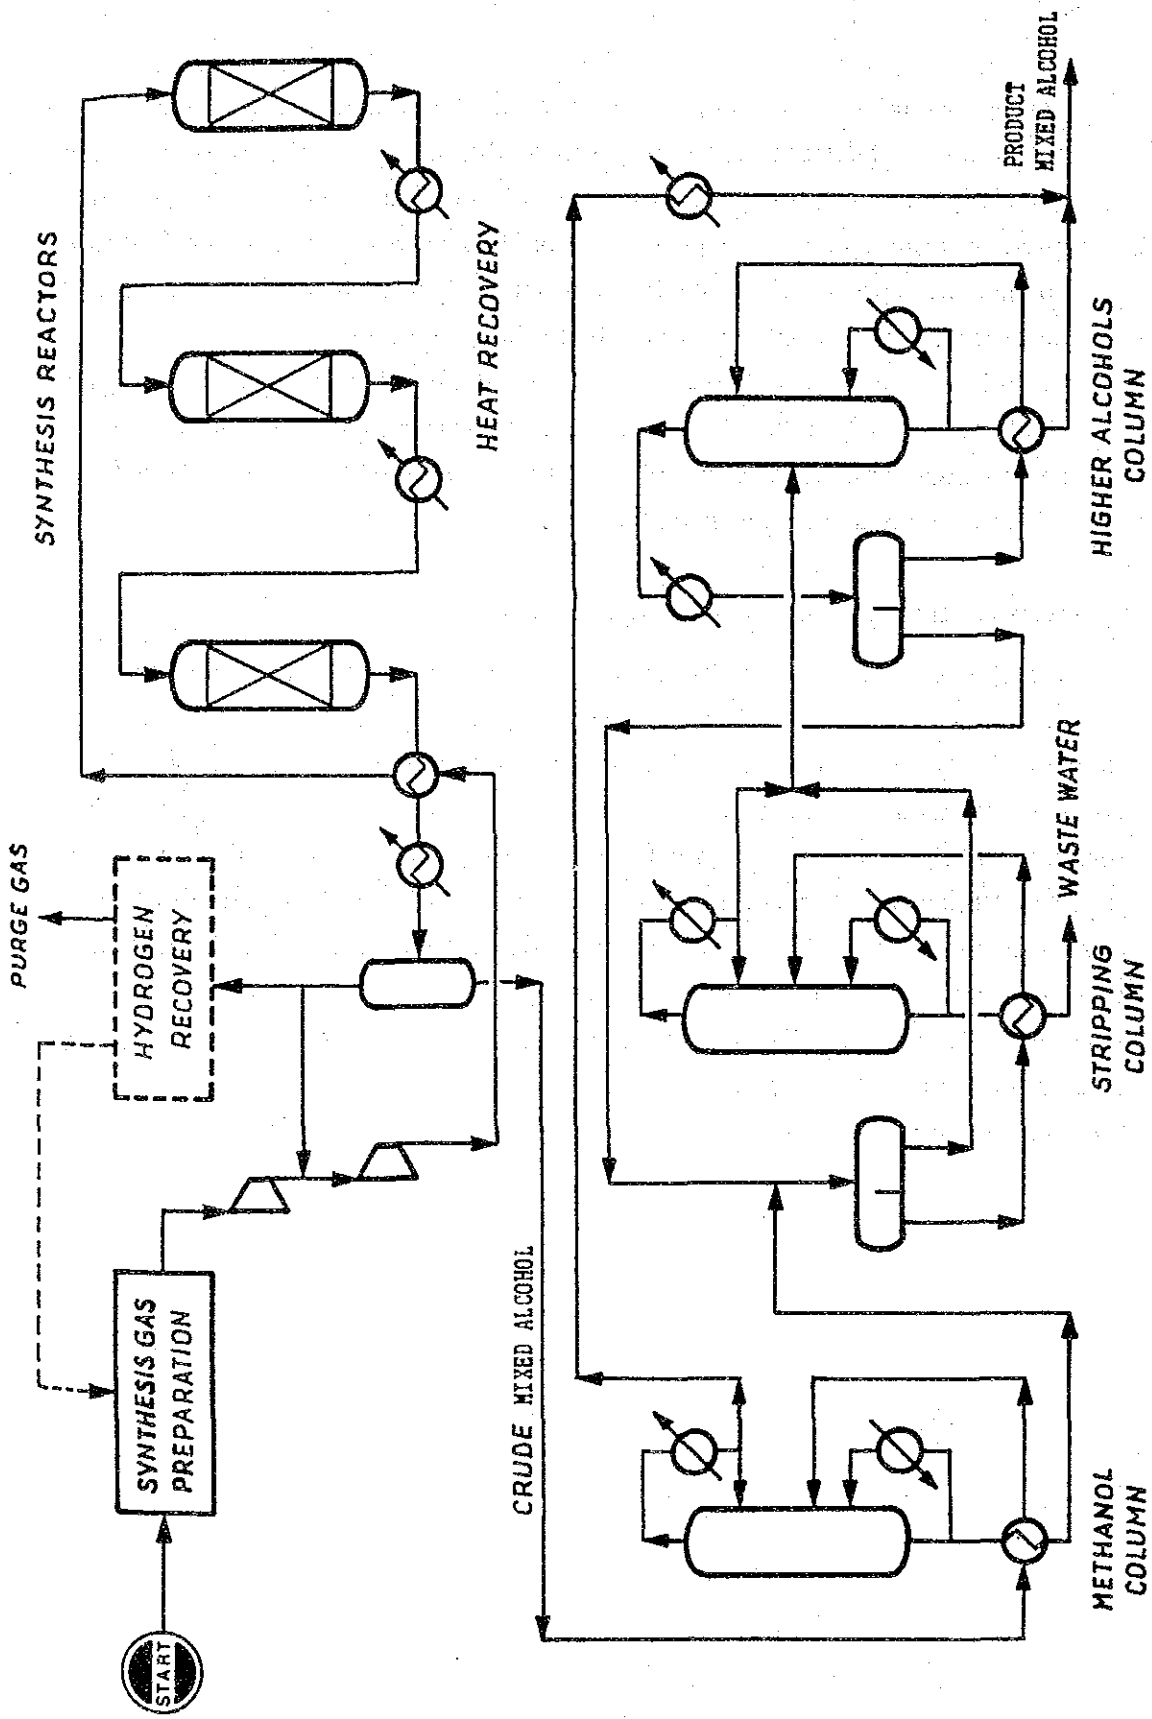 START
SYNTHESIS GAS
PREPARATION
HYDROGEN
RECOVERY
PURGE GAS
SYNTHESIS REACTORS
HEAT RECOVERY
CRUDE MIXED ALCOHOL
METHANOL
COLUMN
STRIPPING
COLUMN
WASTE WATER
HIGHER ALCOHOLS
COLUMN
PRODUCT
MIXED ALCOHOL